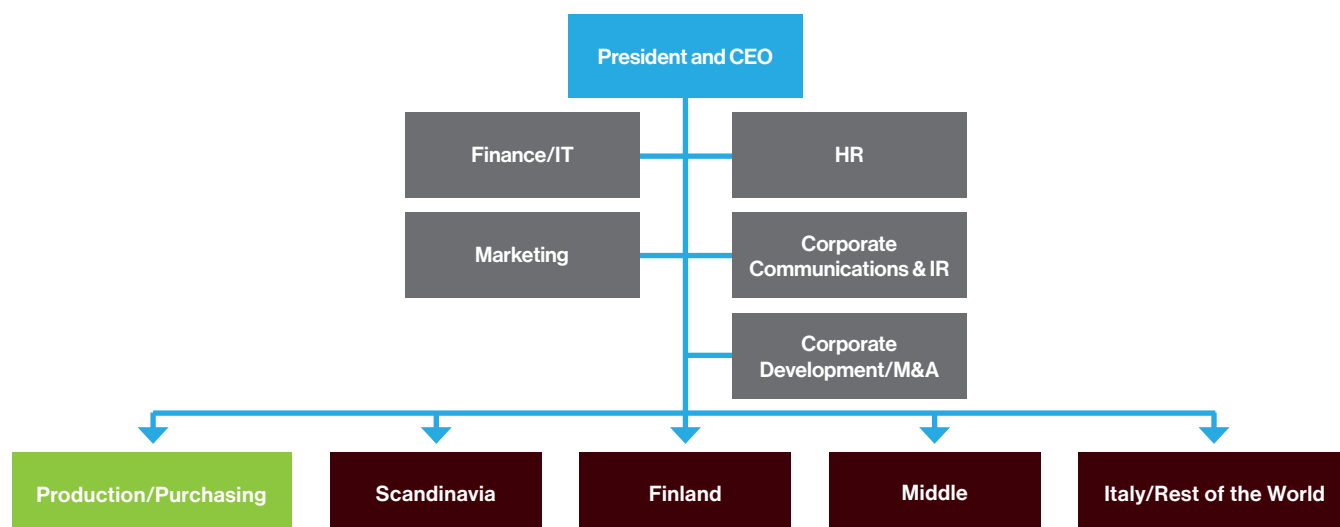 President and CEO
Finance/IT
HR
Marketing
Corporate
Communications & IR
Corporate
Development/M&A
Production/Purchasing
Scandinavia
Finland
Middle
Italy/Rest of the World